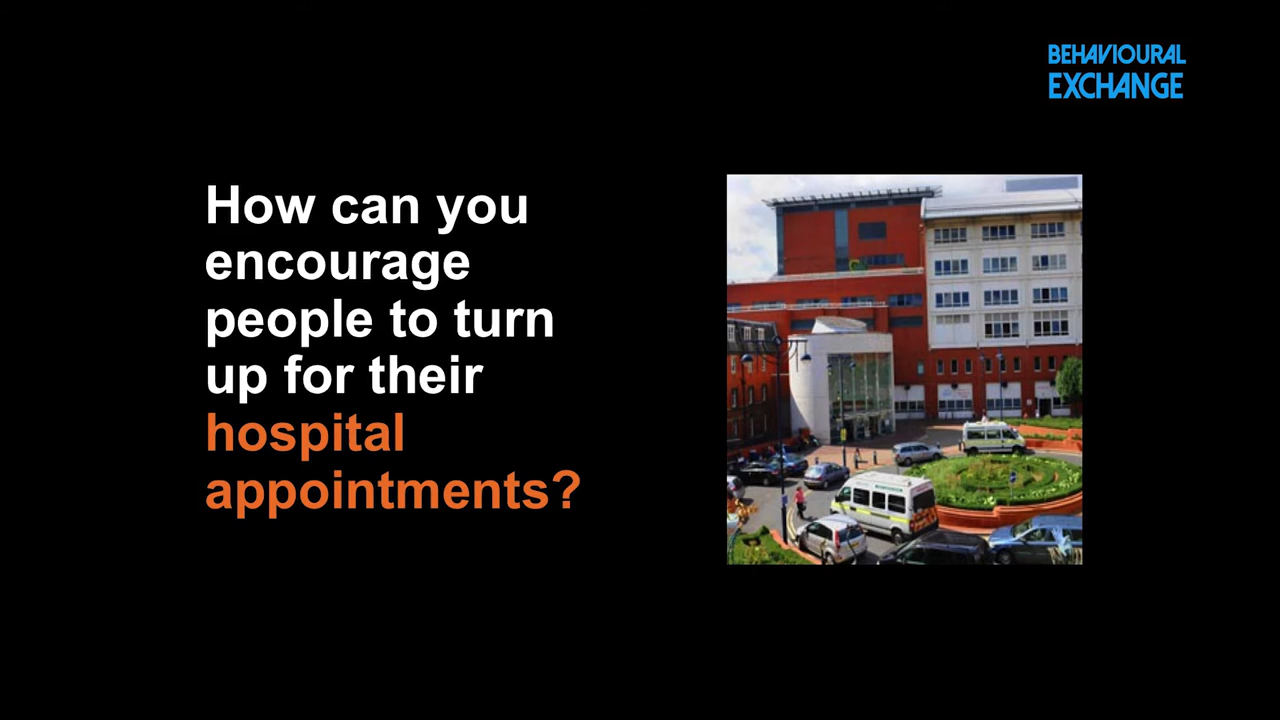 BEHAVIOURAL
EXCHANGE
How can you
encourage
people to turn
up for their
hospital
appointments?